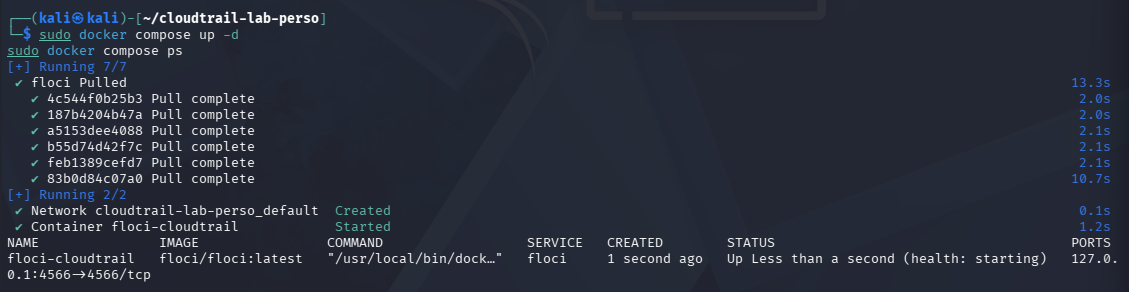 ┌──(kali㉿kali)-[~/cloudtrail-lab-perso]
└─$ sudo docker compose up -d
sudo docker compose ps
[+] Running 7/7
✔ floci Pulled 13.3s
✔ 4c544f0b25b3 Pull complete 2.0s
✔ 187b4204b47a Pull complete 2.0s
✔ a5153dee4088 Pull complete 2.1s
✔ b55d74d42f7c Pull complete 2.1s
✔ feb1389cefd7 Pull complete 2.1s
✔ 83b0d84c07a0 Pull complete 10.7s
[+] Running 2/2
✔ Network cloudtrail-lab-perso_default Created 0.1s
✔ Container floci-cloudtrail Started 1.2s
NAME IMAGE COMMAND SERVICE CREATED STATUS PORTS
floci-cloudtrail floci/floci:latest "/usr/local/bin/dock…" floci 1 second ago Up Less than a second (health: starting) 127.0.
0.1:4566→4566/tcp